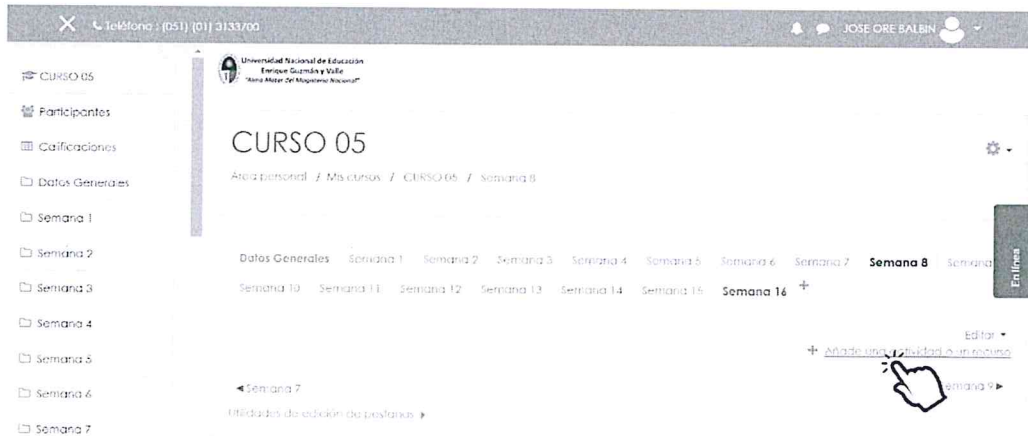 Teléfono : (051) (01) 3133700
JOSE ORE BALBIN
CURSO 05
Participantes
Calificaciones
Datos Generales
Semana 1
Semana 2
Semana 3
Semana 4
Semana 5
Semana 6
Semana 7
Universidad Nacional de Educación
Enrique Guzmán y Valle
"Alma Mater del Magisterio Nacional"
CURSO 05
Área personal / Mis cursos / CURSO 05 / Semana 8
Datos Generales Semana 1 Semana 2 Semana 3 Semana 4 Semana 5 Semana 6 Semana 7 Semana 8 Semana
Semana 10 Semana 11 Semana 12 Semana 13 Semana 14 Semana 15 Semana 16 +
En línea
Editar
+ Añade una actividad o un recurso
◄ Semana 7
Semana 9 ►
Utilidades de edición de pestañas